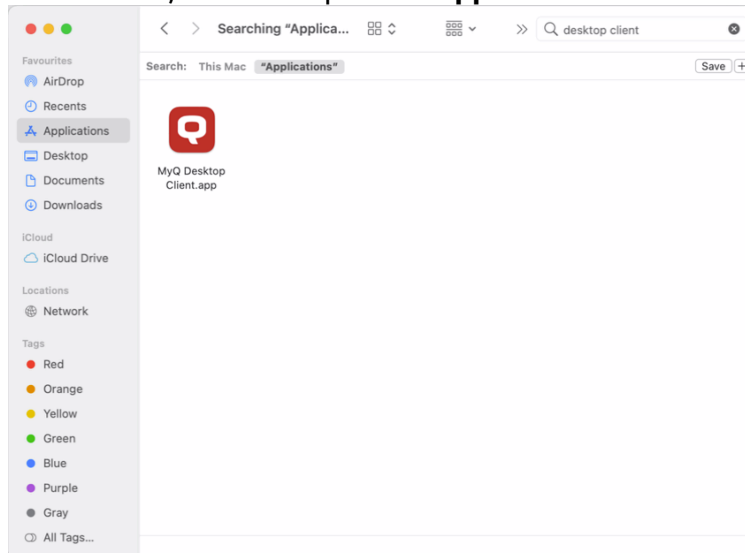 Searching “Applica...
desktop client
Favourites
Search: This Mac “Applications” Save +
AirDrop
Recents
Applications
Desktop
Documents
Downloads
MyQ Desktop
Client.app
iCloud
iCloud Drive
Locations
Network
Tags
Red
Orange
Yellow
Green
Blue
Purple
Gray
All Tags...